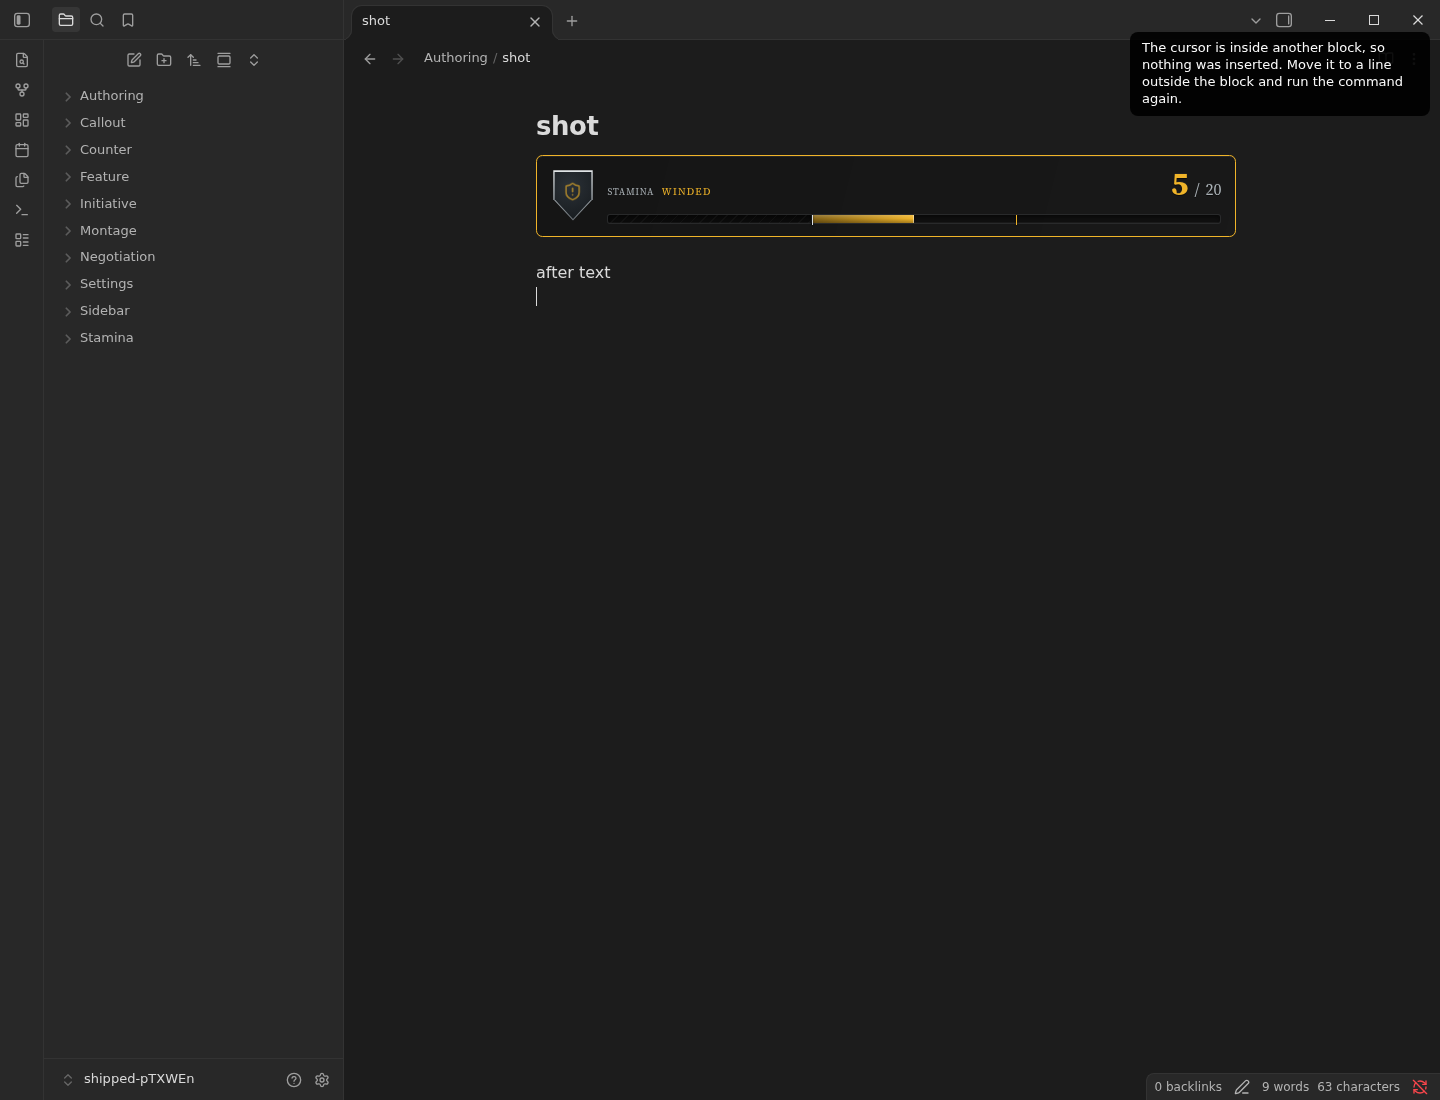 shot
Authoring / shot
The cursor is inside another block, so
nothing was inserted. Move it to a line
outside the block and run the command
again.
Authoring
Callout
Counter
Feature
Initiative
Montage
Negotiation
Settings
Sidebar
Stamina
shot
STAMINA WINDED
5 / 20
after text
shipped-pTXWEn
0 backlinks 9 words 63 characters